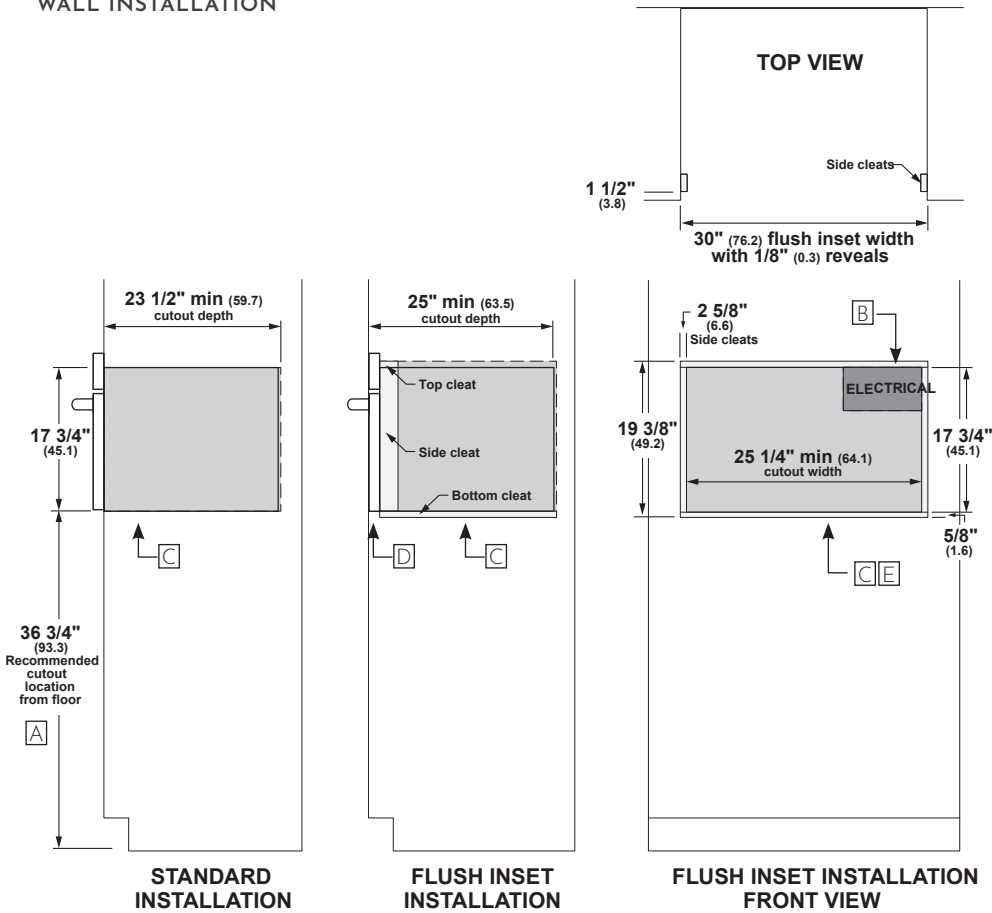 WALL INSTALLATION
TOP VIEW
Side cleats
1 1/2"
(3.8)
30" (76.2) flush inset width
with 1/8" (0.3) reveals
23 1/2" min (59.7)
cutout depth
17 3/4"
(45.1)
C
36 3/4"
(93.3)
Recommended
cutout
location
from floor
A
STANDARD
INSTALLATION
25" min (63.5)
cutout depth
Top cleat
Side cleat
Bottom cleat
D
C
FLUSH INSET
INSTALLATION
2 5/8"
(6.6)
Side cleats
B
ELECTRICAL
19 3/8"
(49.2)
25 1/4" min (64.1)
cutout width
17 3/4"
(45.1)
5/8"
(1.6)
C E
FLUSH INSET INSTALLATION
FRONT VIEW